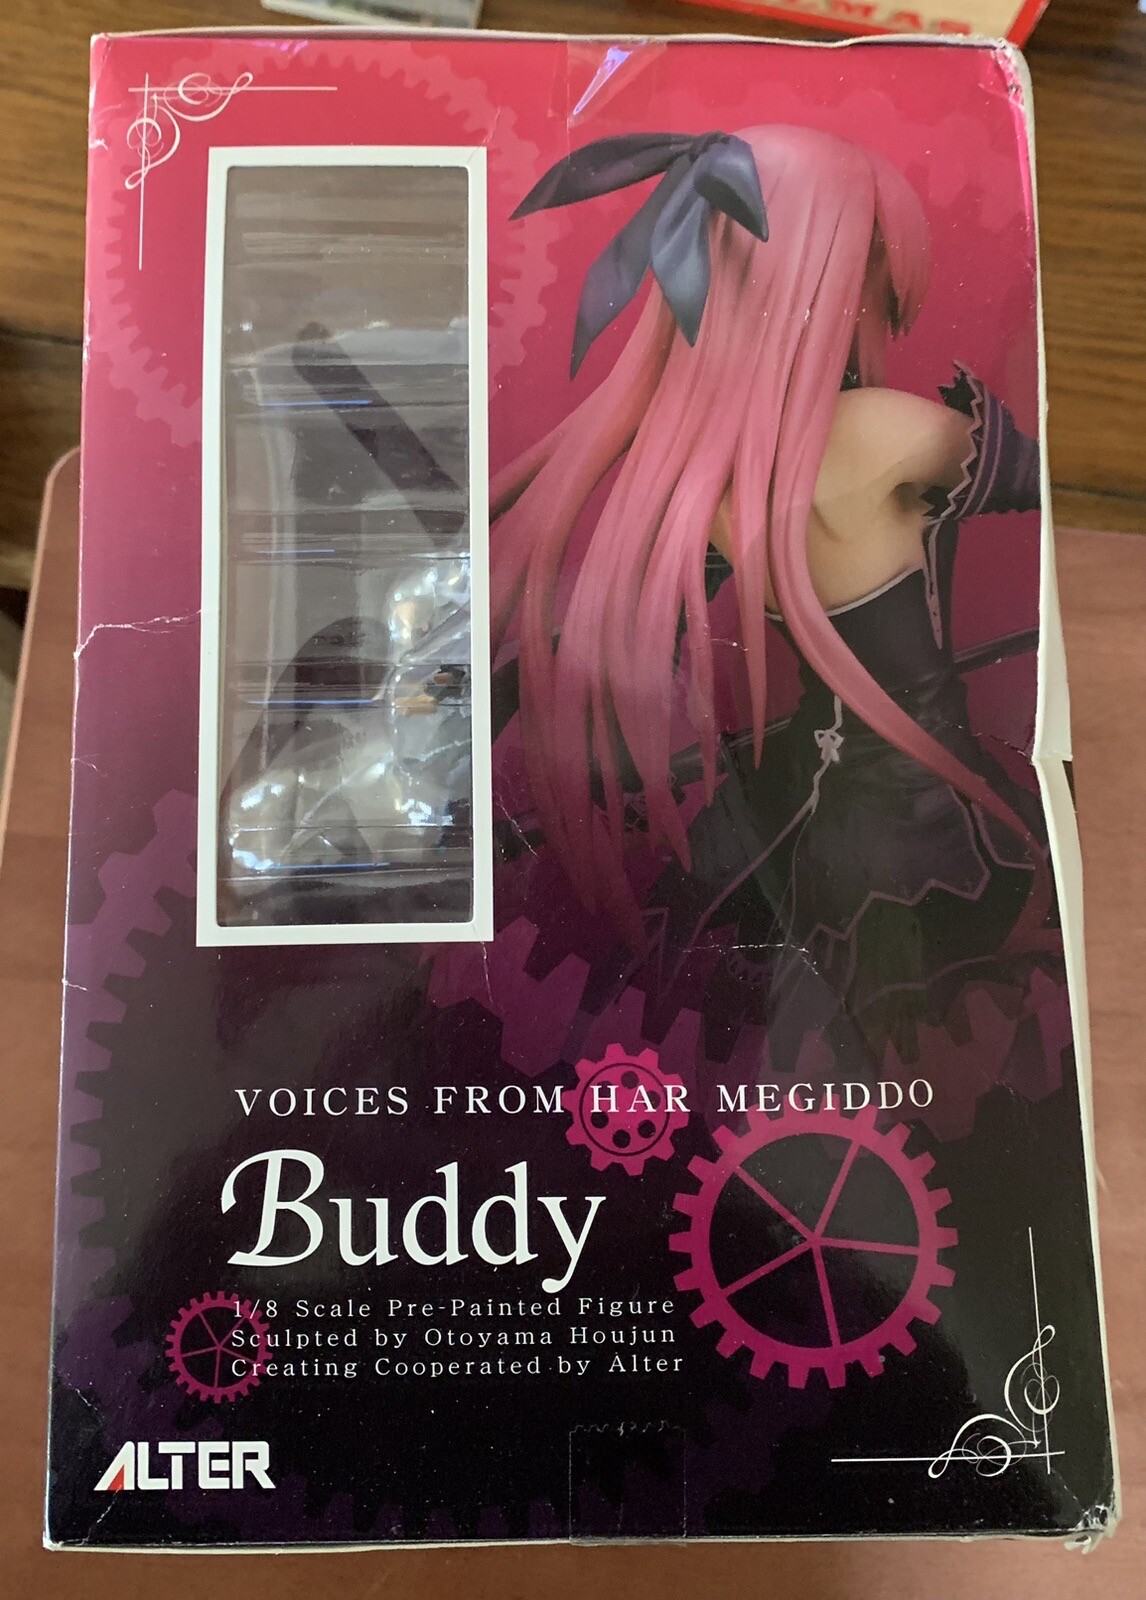 MAS
VOICES FROM HAR MEGIDDO
Buddy
1/8 Scale Pre-Painted Figure
Sculpted by Otoyama Houjun
Creating Cooperated by Alter
ALTER